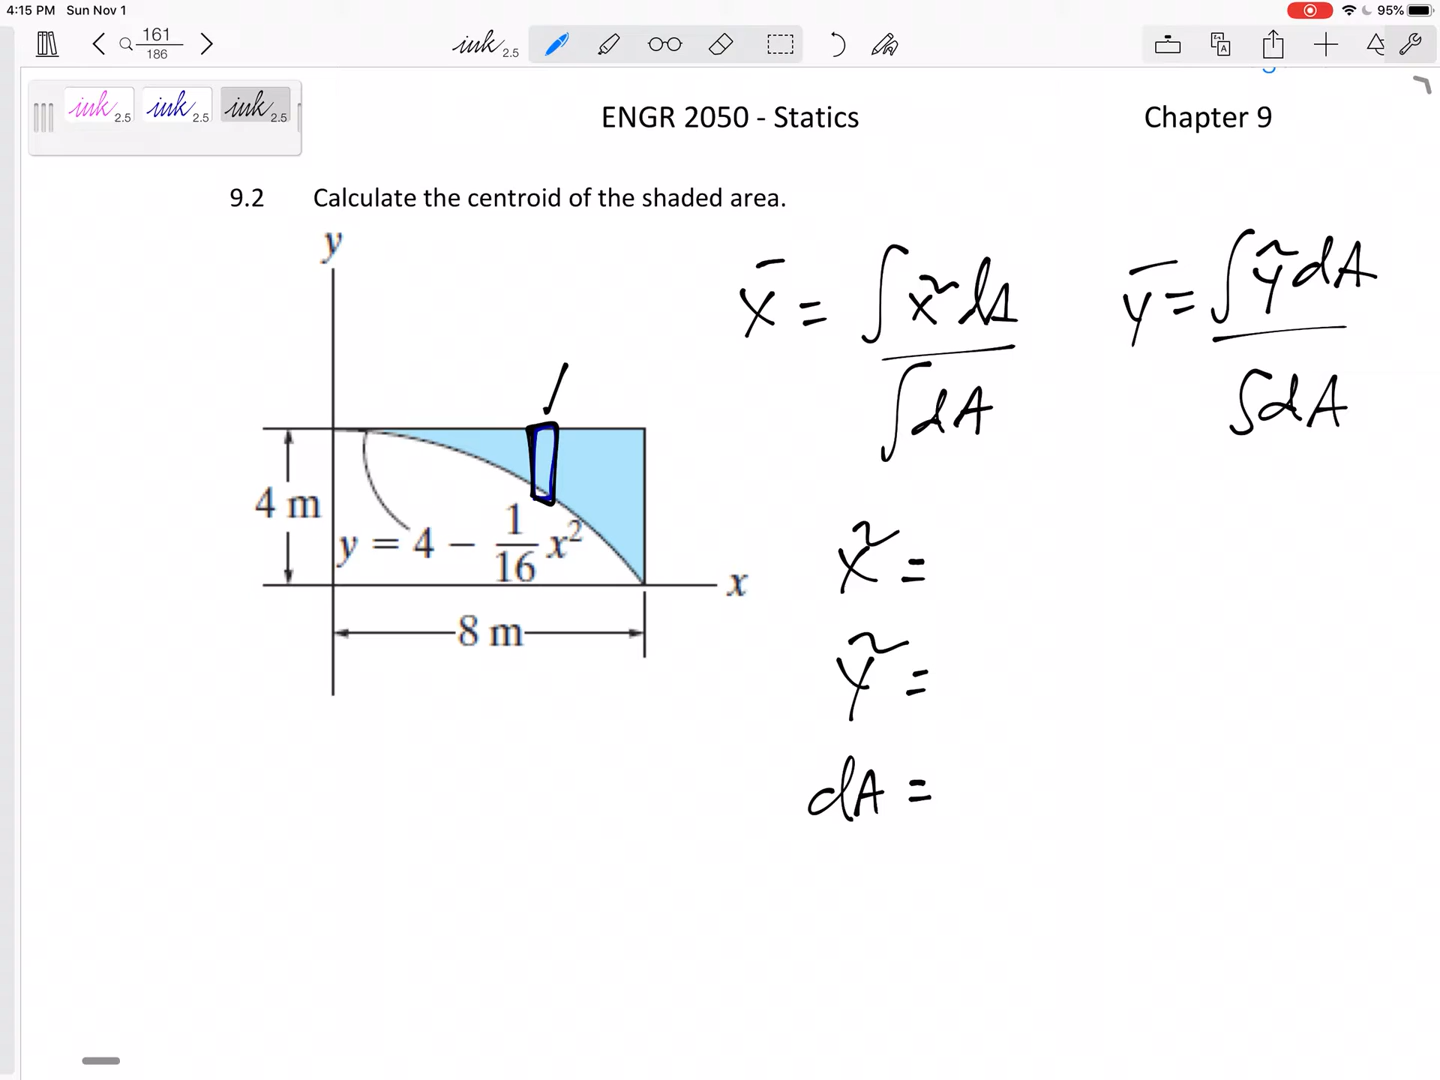 4:15 PM Sun Nov 1
95%
161
186
ink 2.5
ink 2.5 ink 2.5 ink 2.5
ENGR 2050 - Statics Chapter 9
9.2 Calculate the centroid of the shaded area.
y
x̄ = ∫ x̃ dA / ∫ dA
ȳ = ∫ ỹ dA / ∫ dA
4 m
y = 4 − 1/16 x²
x
8 m
x̃ =
ỹ =
dA =